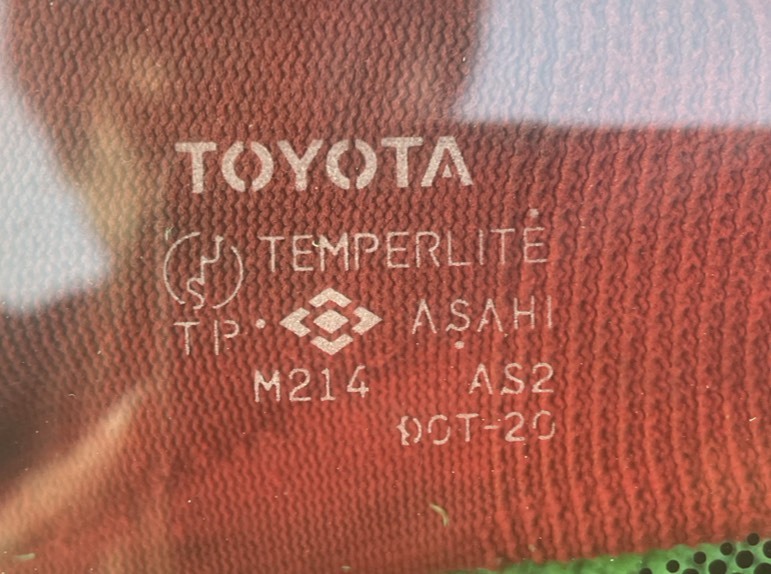 TOYOTA
TEMPERLITE
TP· ASAHI
M214 AS2
DOT-20